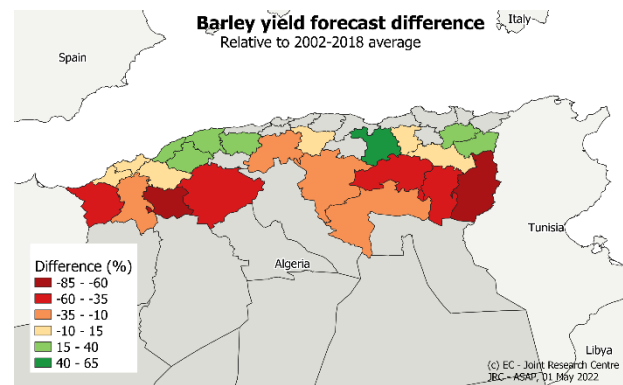 Barley yield forecast difference
Relative to 2002-2018 average
Italy
Spain
Tunisia
Algeria
Difference (%)
-85 - -60
-60 - -35
-35 - -10
-10 - 15
15 - 40
40 - 65
Libya
(c) EC - Joint Research Centre
JRC - ASAP, 01 May 2022